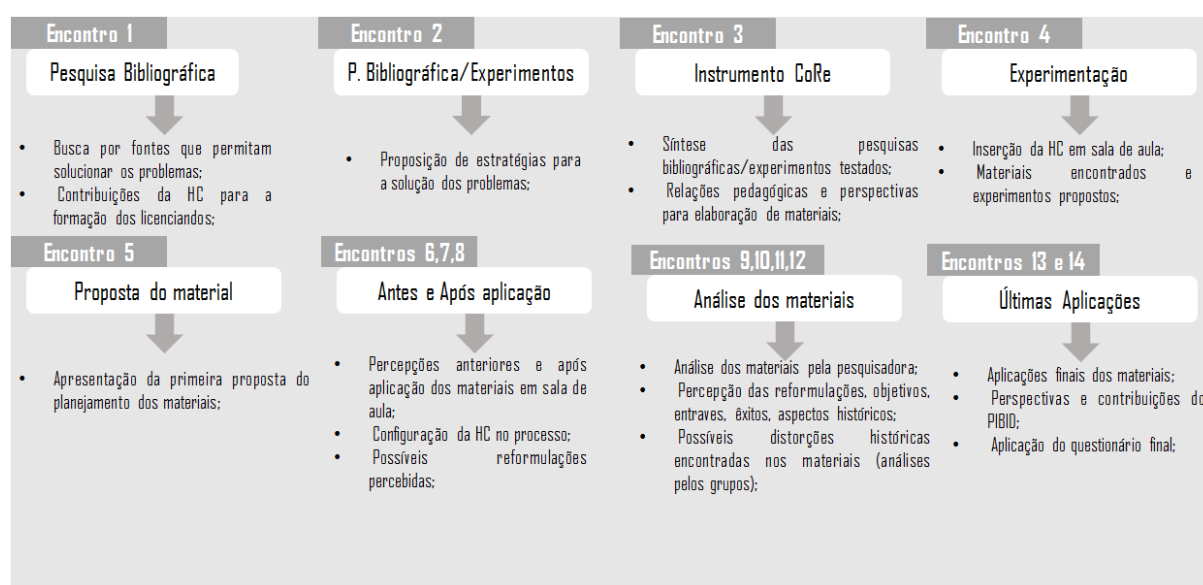 Encontro 1
Pesquisa Bibliográfica
• Busca por fontes que permitam
solucionar os problemas;
• Contribuições da HC para a
formação dos licenciandos;
Encontro 2
P. Bibliográfica/Experimentos
• Proposição de estratégias para
a solução dos problemas;
Encontro 3
Instrumento CoRe
• Síntese das pesquisas
bibliográficas/experimentos testados;
• Relações pedagógicas e perspectivas
para elaboração de materiais;
Encontro 4
Experimentação
• Inserção da HC em sala de aula;
• Materiais encontrados e
experimentos propostos;
Encontro 5
Proposta do material
• Apresentação da primeira proposta do
planejamento dos materiais;
Encontros 6,7,8
Antes e Após aplicação
• Percepções anteriores e após
aplicação dos materiais em sala de
aula;
• Configuração da HC no processo;
• Possíveis reformulações
percebidas;
Encontros 9,10,11,12
Análise dos materiais
• Análise dos materiais pela pesquisadora;
• Percepção das reformulações, objetivos,
entraves, êxitos, aspectos históricos;
• Possíveis distorções históricas
encontradas nos materiais (análises
pelos grupos);
Encontros 13 e 14
Últimas Aplicações
• Aplicações finais dos materiais;
• Perspectivas e contribuições do
PIBID;
• Aplicação do questionário final;